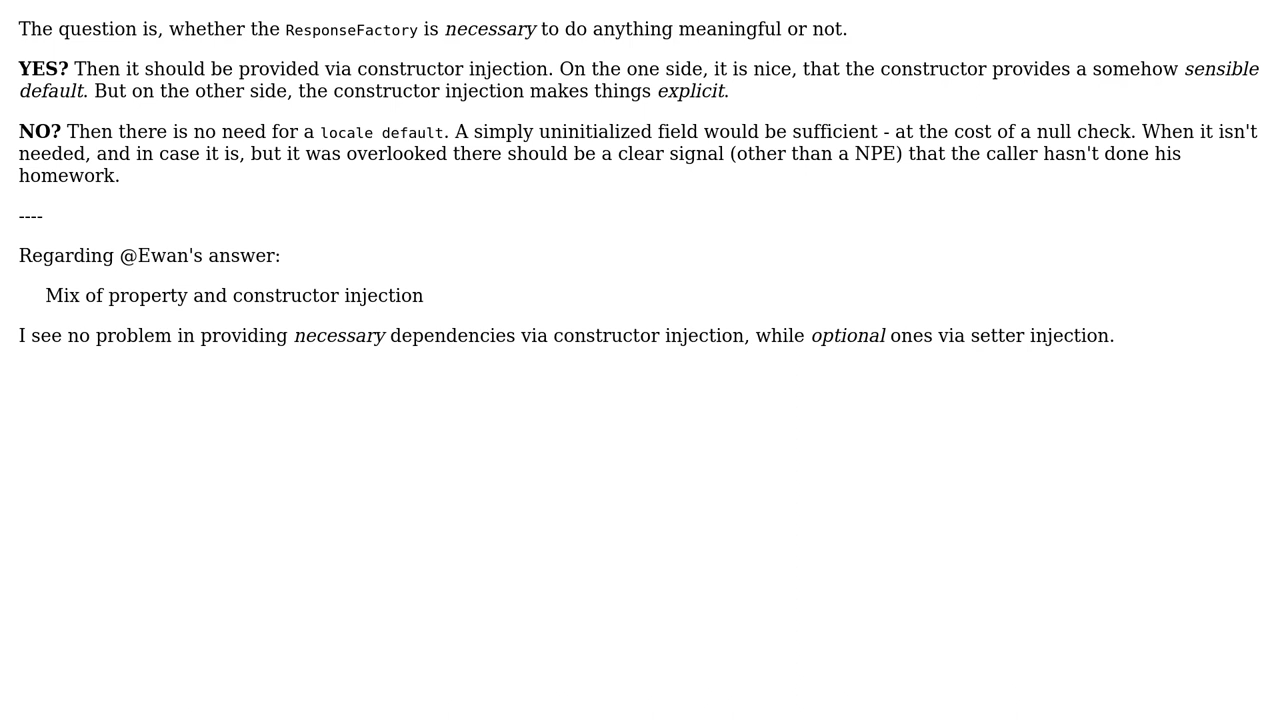 The question is, whether the ResponseFactory is necessary to do anything meaningful or not.
YES? Then it should be provided via constructor injection. On the one side, it is nice, that the constructor provides a somehow sensible
default. But on the other side, the constructor injection makes things explicit.
NO? Then there is no need for a locale default. A simply uninitialized field would be sufficient - at the cost of a null check. When it isn't
needed, and in case it is, but it was overlooked there should be a clear signal (other than a NPE) that the caller hasn't done his
homework.
----
Regarding @Ewan's answer:
Mix of property and constructor injection
I see no problem in providing necessary dependencies via constructor injection, while optional ones via setter injection.